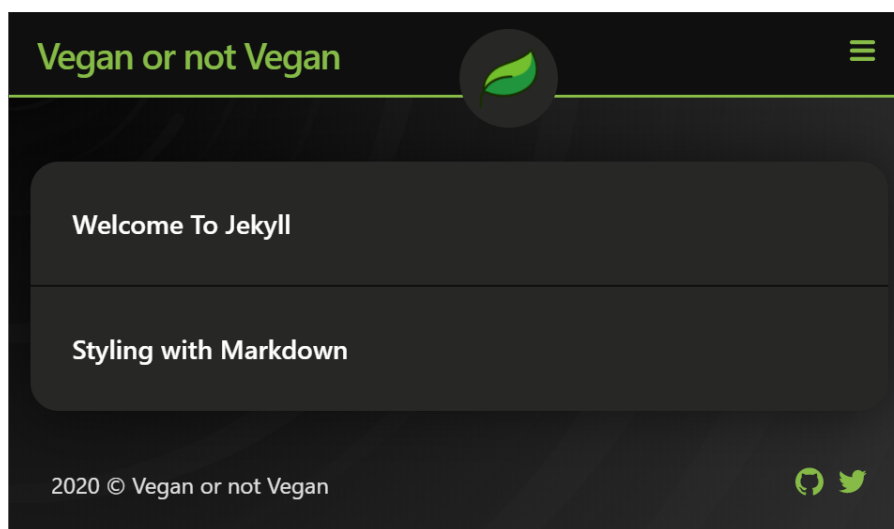 Vegan or not Vegan
Welcome To Jekyll
Styling with Markdown
2020 © Vegan or not Vegan